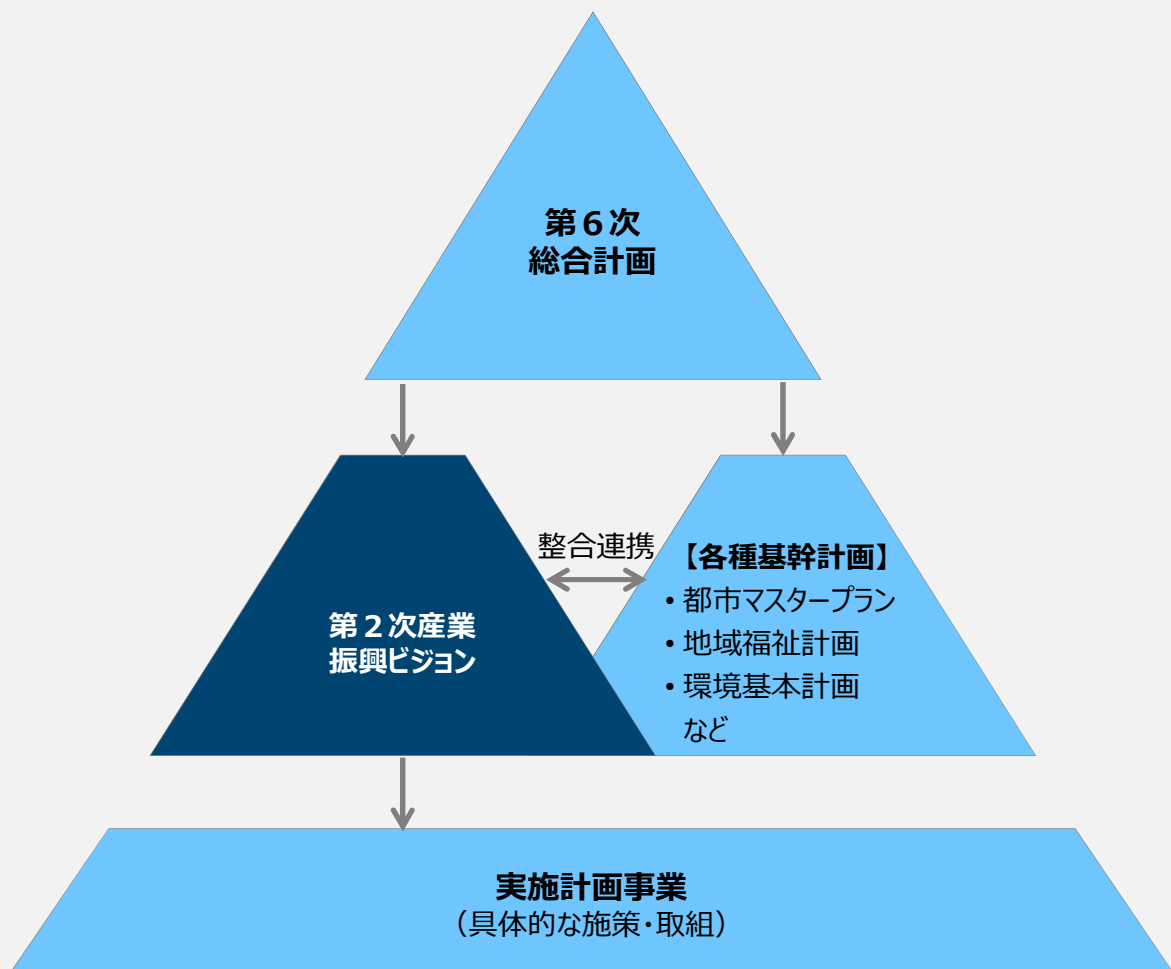 第６次
総合計画
整合連携
第２次産業
振興ビジョン
【各種基幹計画】
• 都市マスタープラン
• 地域福祉計画
• 環境基本計画
など
実施計画事業
（具体的な施策・取組）